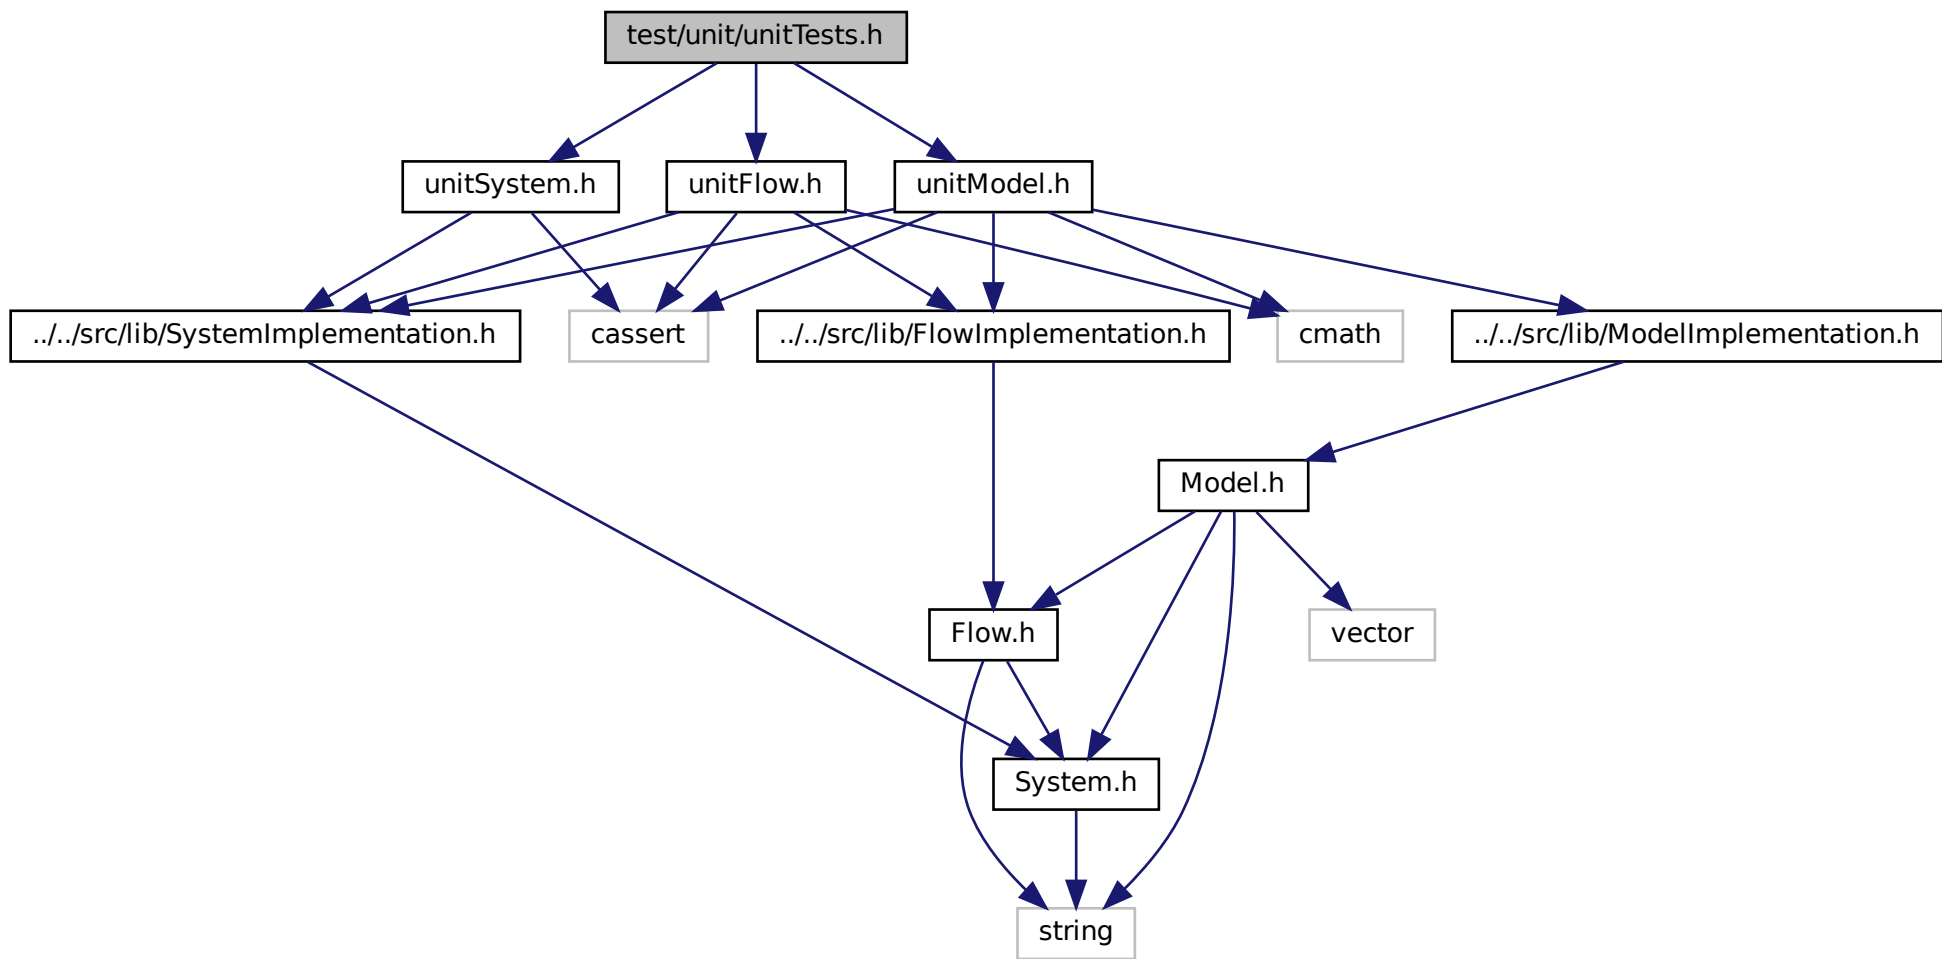 test/unit/unitTests.h
unitSystem.h
unitFlow.h
unitModel.h
../../src/lib/SystemImplementation.h
cassert
../../src/lib/FlowImplementation.h
cmath
../../src/lib/ModelImplementation.h
Model.h
Flow.h
vector
System.h
string